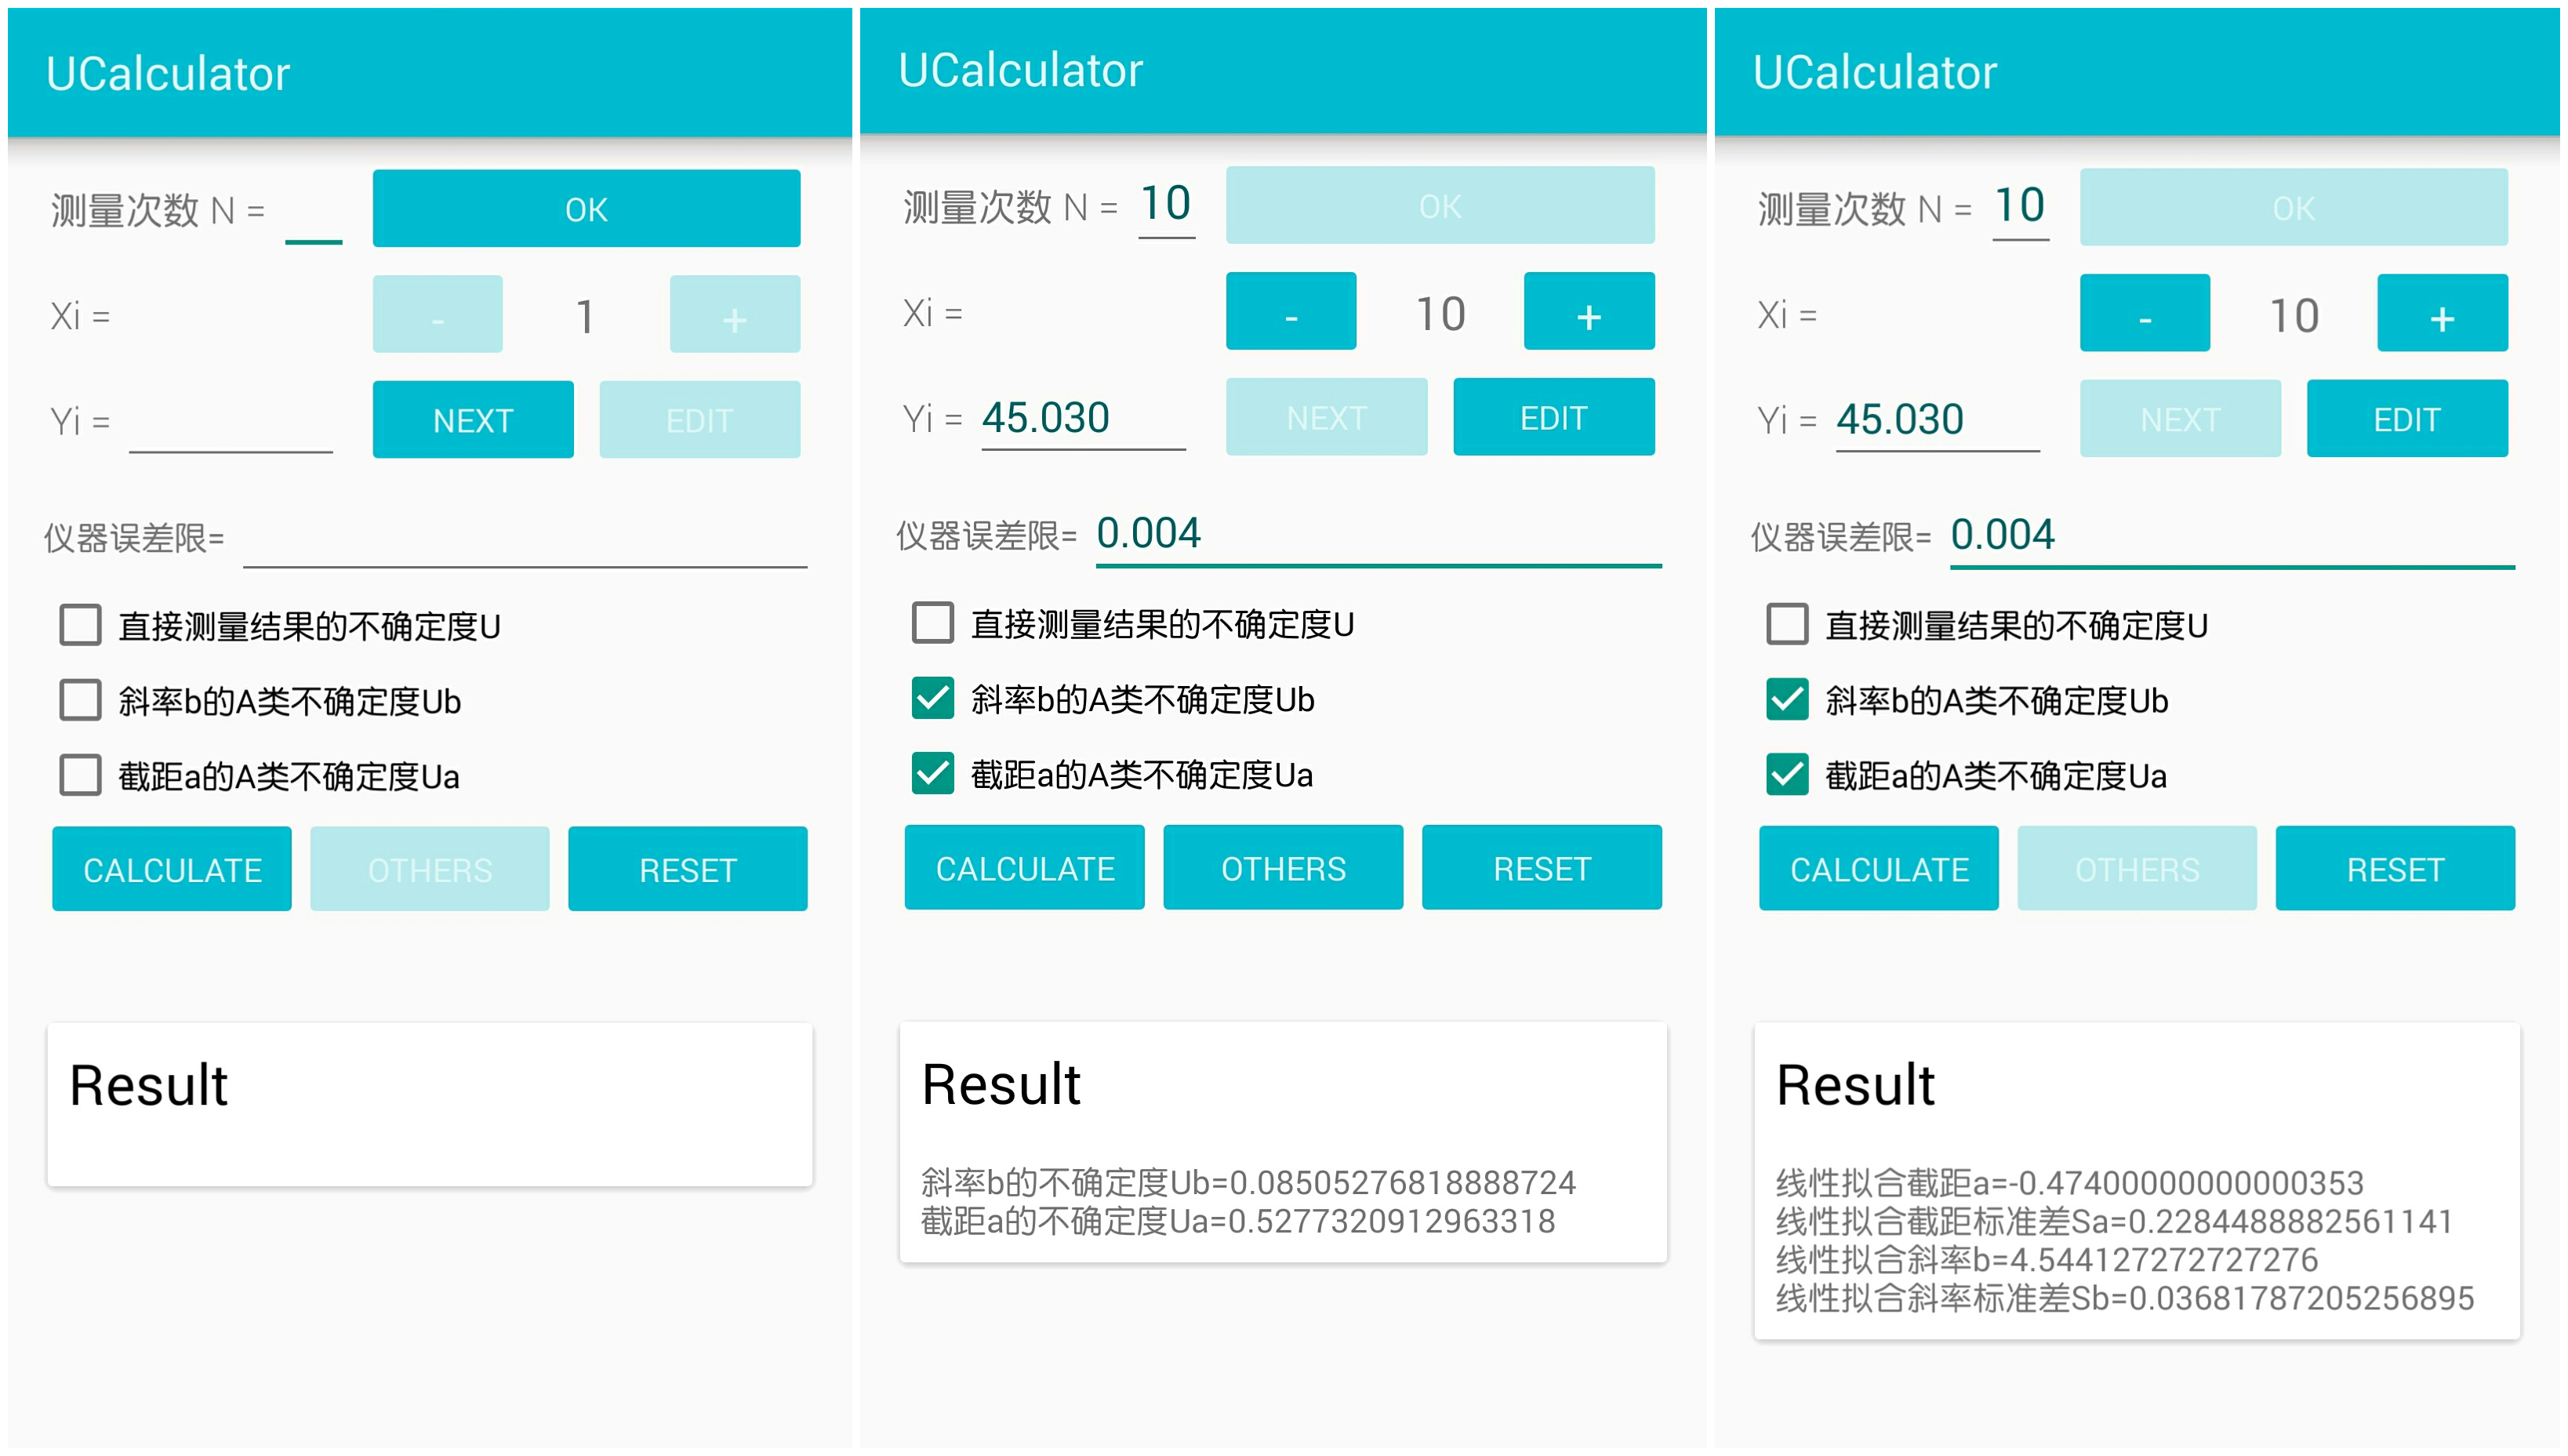 UCalculator
测量次数 N =
OK
Xi =
-
1
+
Yi =
NEXT
EDIT
仪器误差限=
直接测量结果的不确定度U
斜率b的A类不确定度Ub
截距a的A类不确定度Ua
CALCULATE
OTHERS
RESET
Result
UCalculator
测量次数 N = 10
OK
Xi =
-
10
+
Yi = 45.030
NEXT
EDIT
仪器误差限= 0.004
直接测量结果的不确定度U
斜率b的A类不确定度Ub
截距a的A类不确定度Ua
CALCULATE
OTHERS
RESET
Result
斜率b的不确定度Ub=0.08505276818888724
截距a的不确定度Ua=0.5277320912963318
UCalculator
测量次数 N = 10
OK
Xi =
-
10
+
Yi = 45.030
NEXT
EDIT
仪器误差限= 0.004
直接测量结果的不确定度U
斜率b的A类不确定度Ub
截距a的A类不确定度Ua
CALCULATE
OTHERS
RESET
Result
线性拟合截距a=-0.47400000000000353
线性拟合截距标准差Sa=0.2284488882561141
线性拟合斜率b=4.544127272727276
线性拟合斜率标准差Sb=0.03681787205256895